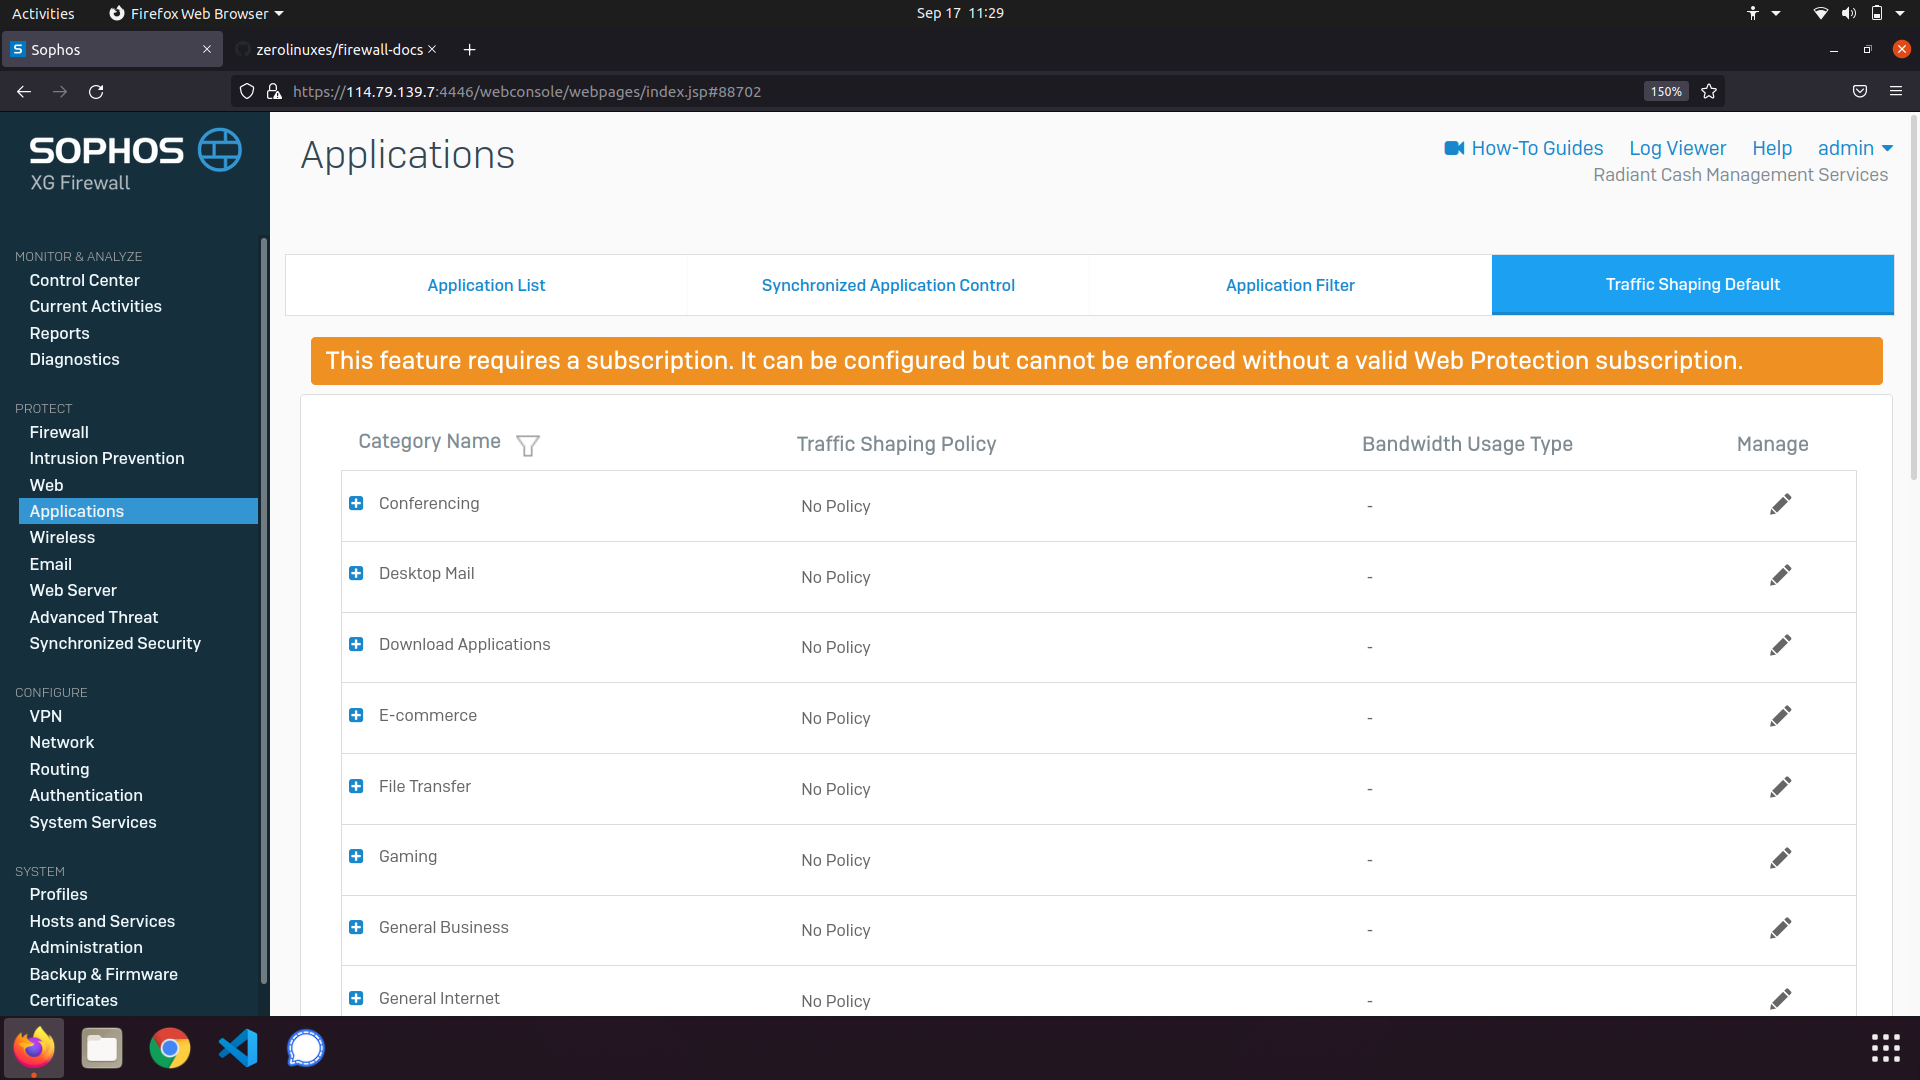 Activities Firefox Web Browser Sep 17 11:29
Sophos zerolinuxes/firewall-docs
https://114.79.139.7:4446/webconsole/webpages/index.jsp#88702 150%
SOPHOS
XG Firewall
MONITOR & ANALYZE
Control Center
Current Activities
Reports
Diagnostics
PROTECT
Firewall
Intrusion Prevention
Web
Applications
Wireless
Email
Web Server
Advanced Threat
Synchronized Security
CONFIGURE
VPN
Network
Routing
Authentication
System Services
SYSTEM
Profiles
Hosts and Services
Administration
Backup & Firmware
Certificates
Applications
How-To Guides Log Viewer Help admin
Radiant Cash Management Services
Application List Synchronized Application Control Application Filter Traffic Shaping Default
This feature requires a subscription. It can be configured but cannot be enforced without a valid Web Protection subscription.
Category Name Traffic Shaping Policy Bandwidth Usage Type Manage
Conferencing No Policy -
Desktop Mail No Policy -
Download Applications No Policy -
E-commerce No Policy -
File Transfer No Policy -
Gaming No Policy -
General Business No Policy -
General Internet No Policy -